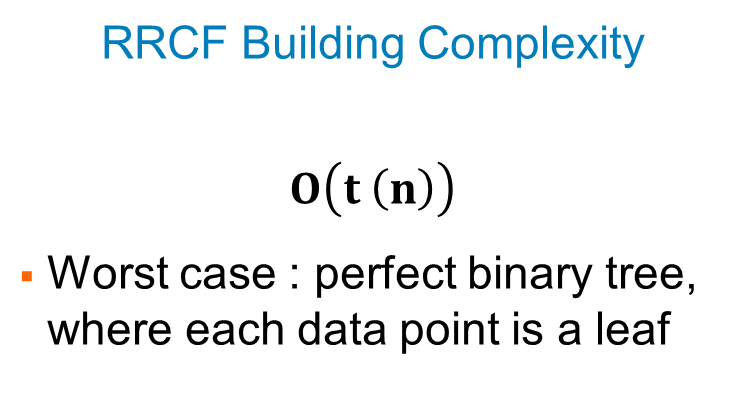 RRCF Building Complexity
O(t (n))
▪ Worst case : perfect binary tree,
where each data point is a leaf